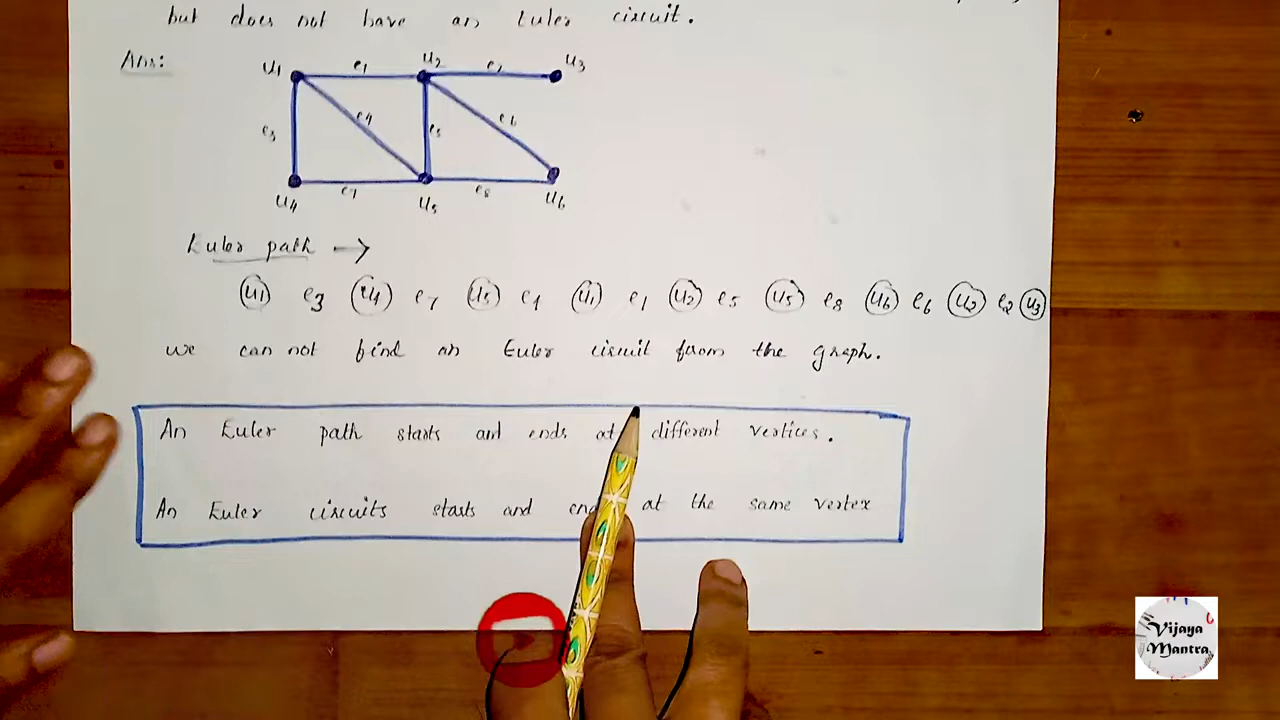 but does not have an Euler circuit.
Ans:
u1 e1 u2 e2 u3
e3 e4 e5 e6
u4 e7 u5 e8 u6
Euler path →
u1 e3 u4 e7 u5 e4 u1 e1 u2 e5 u5 e8 u6 e6 u2 e2 u3
we can not find an Euler circuit from the graph.
An Euler path starts and ends at different vertices.
An Euler circuits starts and end at the same vertex
Vijaya
Mantra